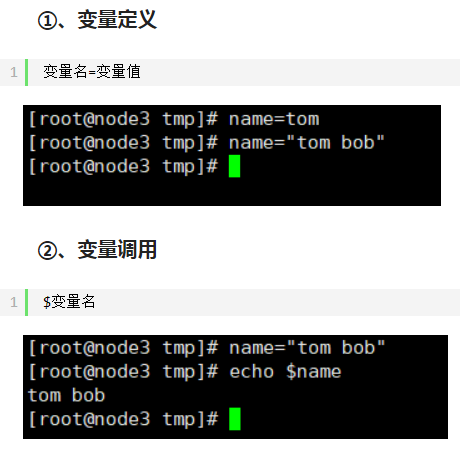 ①、变量定义
1 变量名=变量值
[root@node3 tmp]# name=tom
[root@node3 tmp]# name="tom bob"
[root@node3 tmp]#
②、变量调用
1 $变量名
[root@node3 tmp]# name="tom bob"
[root@node3 tmp]# echo $name
tom bob
[root@node3 tmp]#